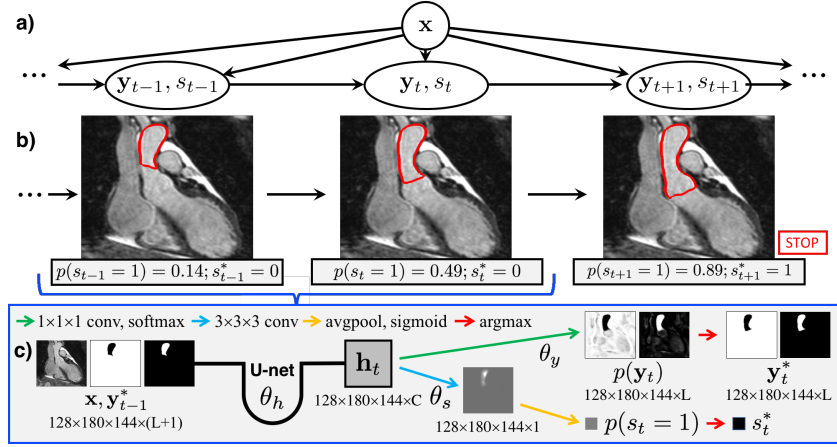 a)
x
...
y_{t−1}, s_{t−1}
y_t, s_t
y_{t+1}, s_{t+1}
...
b)
...
STOP
p(s_{t−1} = 1) = 0.14; s*_{t−1} = 0
p(s_t = 1) = 0.49; s*_t = 0
p(s_{t+1} = 1) = 0.89; s*_{t+1} = 1
1×1×1 conv, softmax
3×3×3 conv
avgpool, sigmoid
argmax
c)
U-net
θ_h
h_t
θ_y
θ_s
x, y*_{t−1}
128×180×144×(L+1)
128×180×144×C
p(y_t)
128×180×144×L
y*_t
128×180×144×L
128×180×144×1
p(s_t = 1)
s*_t